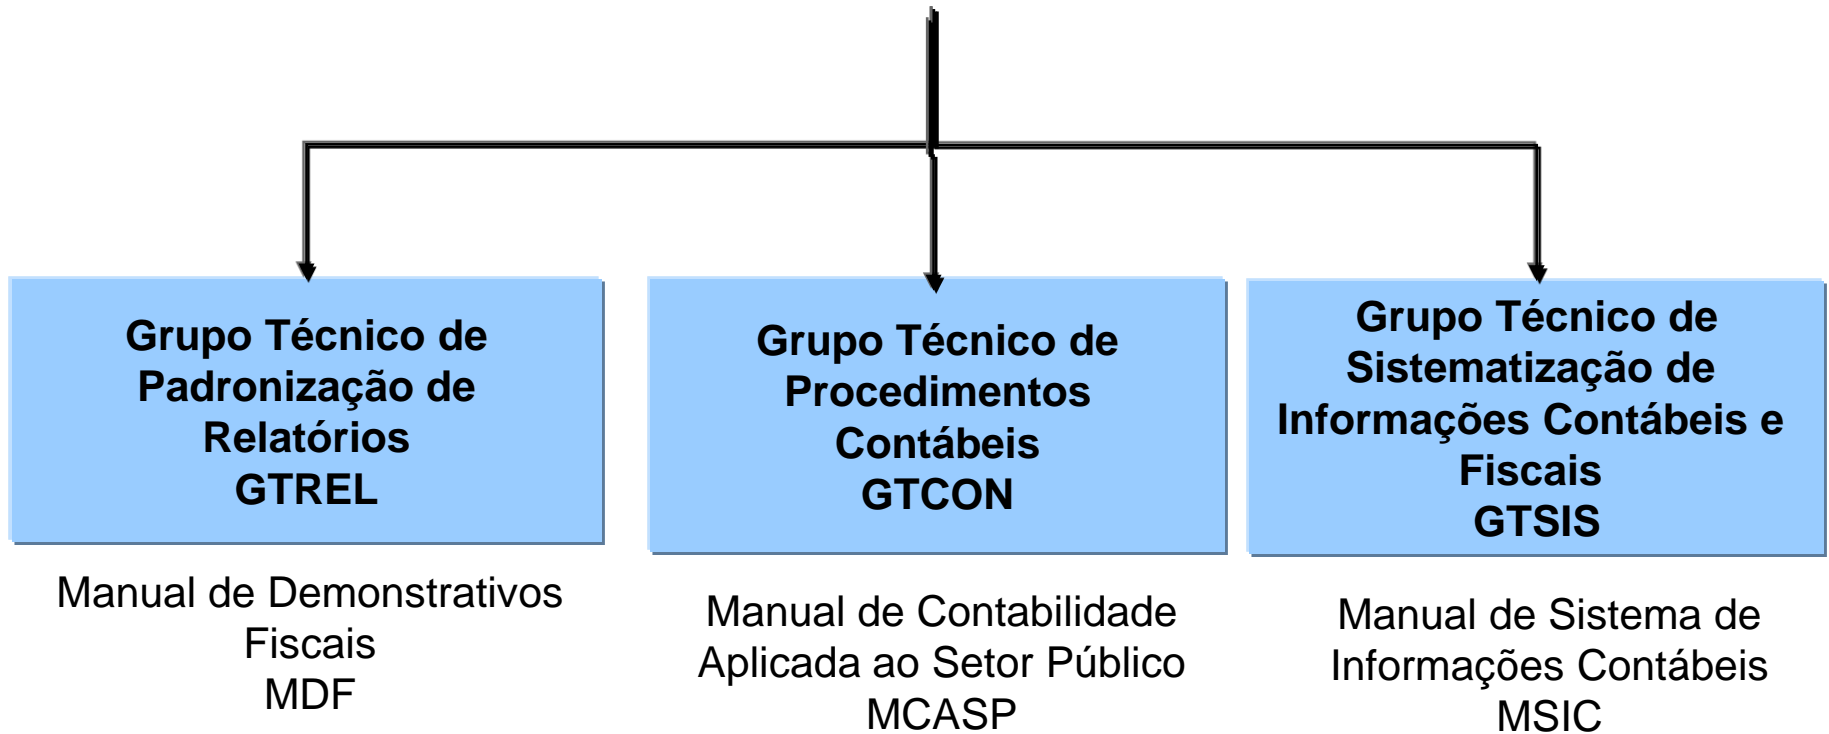 Grupo Técnico de
Padronização de
Relatórios
GTREL
Manual de Demonstrativos
Fiscais
MDF
Grupo Técnico de
Procedimentos
Contábeis
GTCON
Manual de Contabilidade
Aplicada ao Setor Público
MCASP
Grupo Técnico de
Sistematização de
Informações Contábeis e
Fiscais
GTSIS
Manual de Sistema de
Informações Contábeis
MSIC